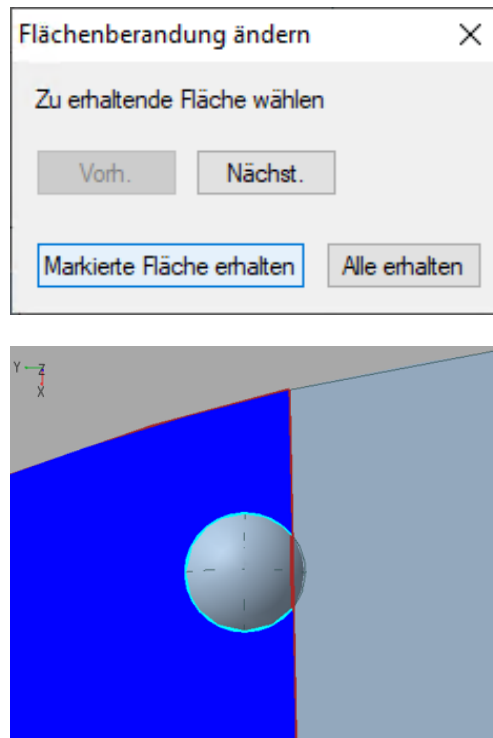 Flächenberandung ändern
Zu erhaltende Fläche wählen
Vorh. Nächst.
Markierte Fläche erhalten Alle erhalten
Y Z
X